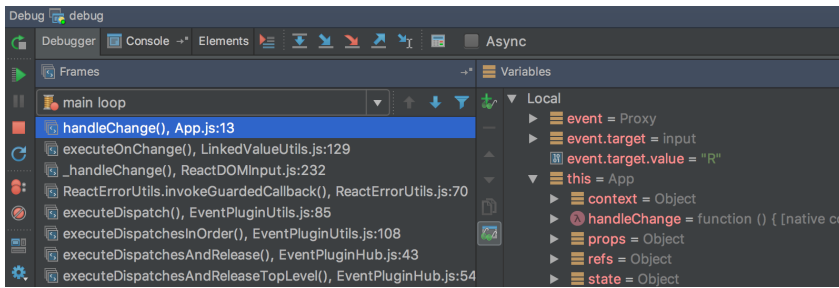 Debug debug
Debugger Console Elements Async
Frames
main loop
handleChange(), App.js:13
executeOnChange(), LinkedValueUtils.js:129
_handleChange(), ReactDOMInput.js:232
ReactErrorUtils.invokeGuardedCallback(), ReactErrorUtils.js:70
executeDispatch(), EventPluginUtils.js:85
executeDispatchesInOrder(), EventPluginUtils.js:108
executeDispatchesAndRelease(), EventPluginHub.js:43
executeDispatchesAndReleaseTopLevel(), EventPluginHub.js:54
Variables
Local
event = Proxy
event.target = input
event.target.value = "R"
this = App
context = Object
handleChange = function () { [native co
props = Object
refs = Object
state = Object